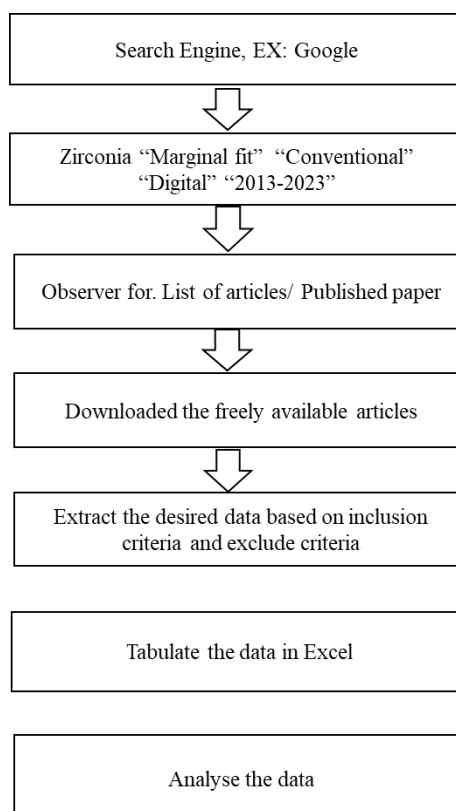 Search Engine, EX: Google
Zirconia “Marginal fit” “Conventional”
“Digital” “2013-2023”
Observer for. List of articles/ Published paper
Downloaded the freely available articles
Extract the desired data based on inclusion
criteria and exclude criteria
Tabulate the data in Excel
Analyse the data